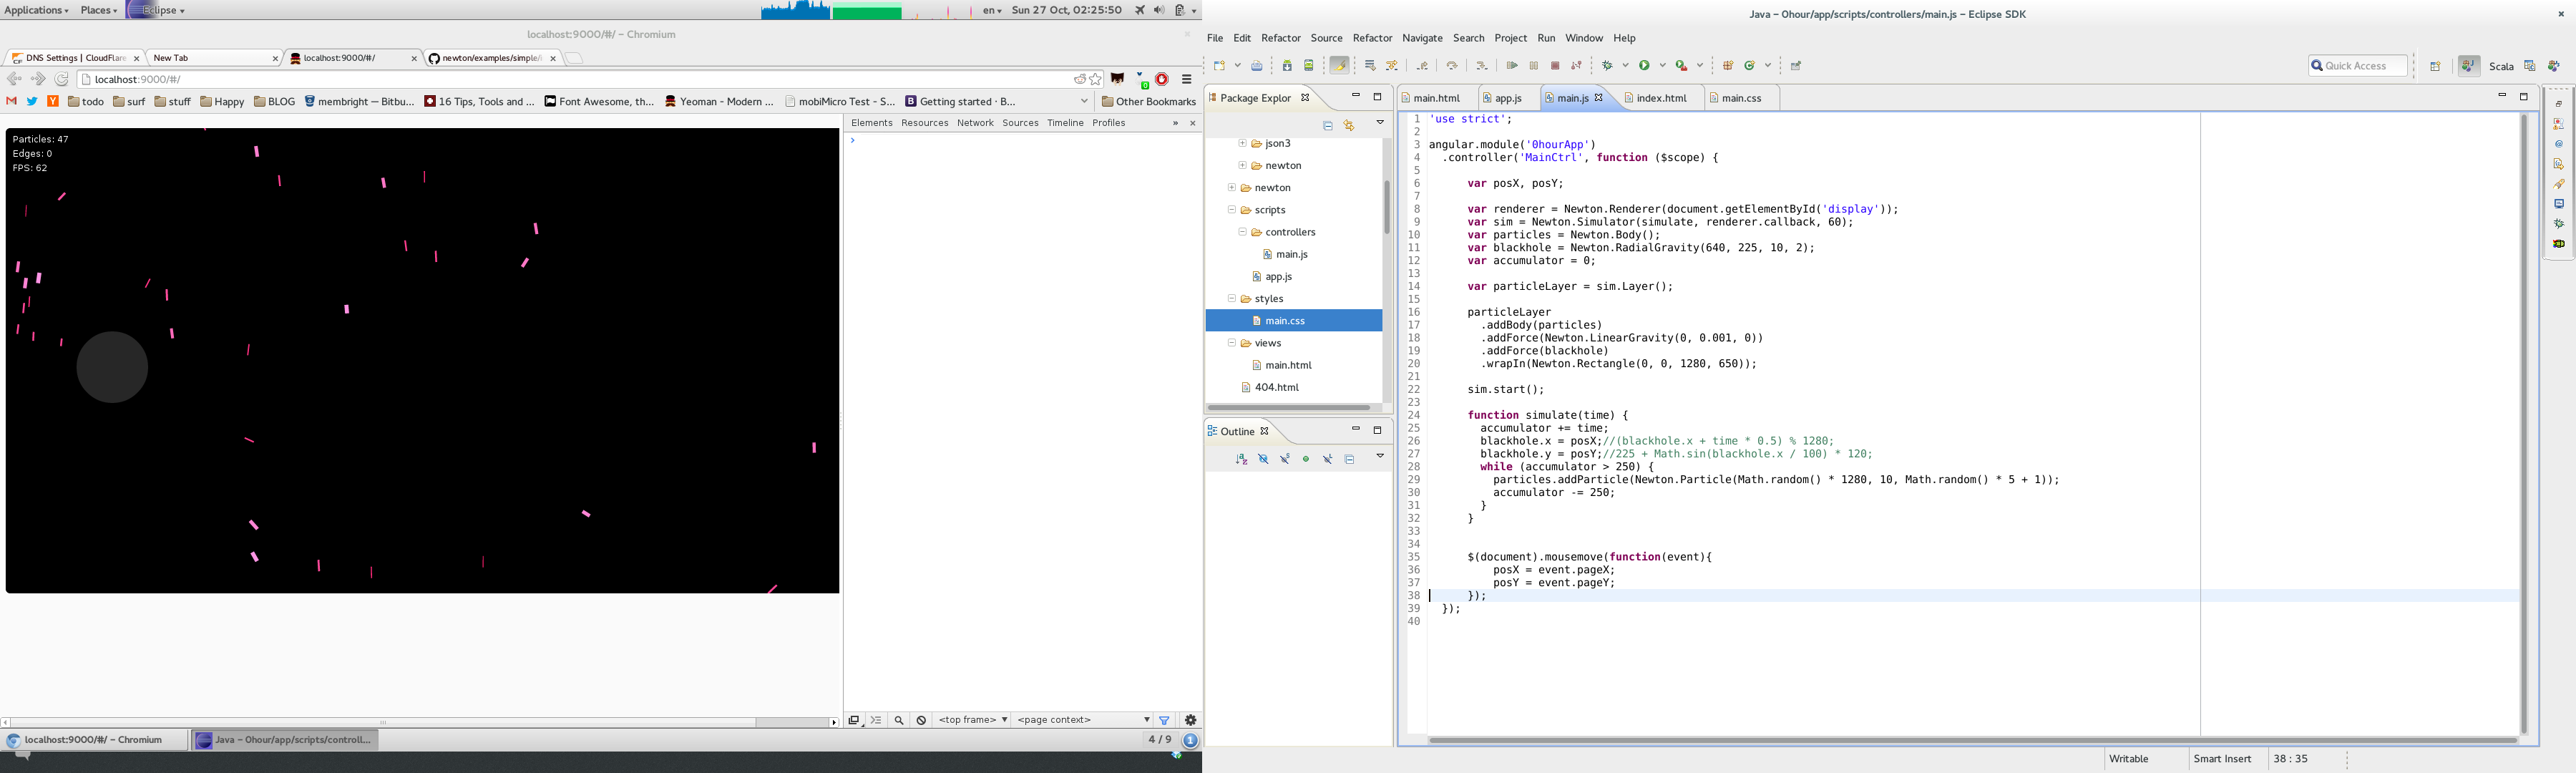 Applications Places Eclipse en Sun 27 Oct, 02:25:50
localhost:9000/#/ – Chromium
DNS Settings | CloudFlare New Tab localhost:9000/#/ newton/examples/simple/
localhost:9000/#/
todo surf stuff Happy BLOG membright — Bitbu... 16 Tips, Tools and ... Font Awesome, th... Yeoman - Modern ... mobiMicro Test - S... Getting started · B... Other Bookmarks
Particles: 47
Edges: 0
FPS: 62
Elements Resources Network Sources Timeline Profiles »
<top frame> <page context>
localhost:9000/#/ – Chromium Java – 0hour/app/scripts/controll... 4 / 9 1
Java – 0hour/app/scripts/controllers/main.js – Eclipse SDK
File Edit Refactor Source Refactor Navigate Search Project Run Window Help
Quick Access Scala
Package Explor
json3
newton
newton
scripts
controllers
main.js
app.js
styles
main.css
views
main.html
404.html
Outline
main.html app.js main.js index.html main.css
1 'use strict';
2
3 angular.module('0hourApp')
4 .controller('MainCtrl', function ($scope) {
5
6 var posX, posY;
7
8 var renderer = Newton.Renderer(document.getElementById('display'));
9 var sim = Newton.Simulator(simulate, renderer.callback, 60);
10 var particles = Newton.Body();
11 var blackhole = Newton.RadialGravity(640, 225, 10, 2);
12 var accumulator = 0;
13
14 var particleLayer = sim.Layer();
15
16 particleLayer
17 .addBody(particles)
18 .addForce(Newton.LinearGravity(0, 0.001, 0))
19 .addForce(blackhole)
20 .wrapIn(Newton.Rectangle(0, 0, 1280, 650));
21
22 sim.start();
23
24 function simulate(time) {
25 accumulator += time;
26 blackhole.x = posX;//(blackhole.x + time * 0.5) % 1280;
27 blackhole.y = posY;//225 + Math.sin(blackhole.x / 100) * 120;
28 while (accumulator > 250) {
29 particles.addParticle(Newton.Particle(Math.random() * 1280, 10, Math.random() * 5 + 1));
30 accumulator -= 250;
31 }
32 }
33
34
35 $(document).mousemove(function(event){
36 posX = event.pageX;
37 posY = event.pageY;
38 });
39 });
40
Writable Smart Insert 38 : 35